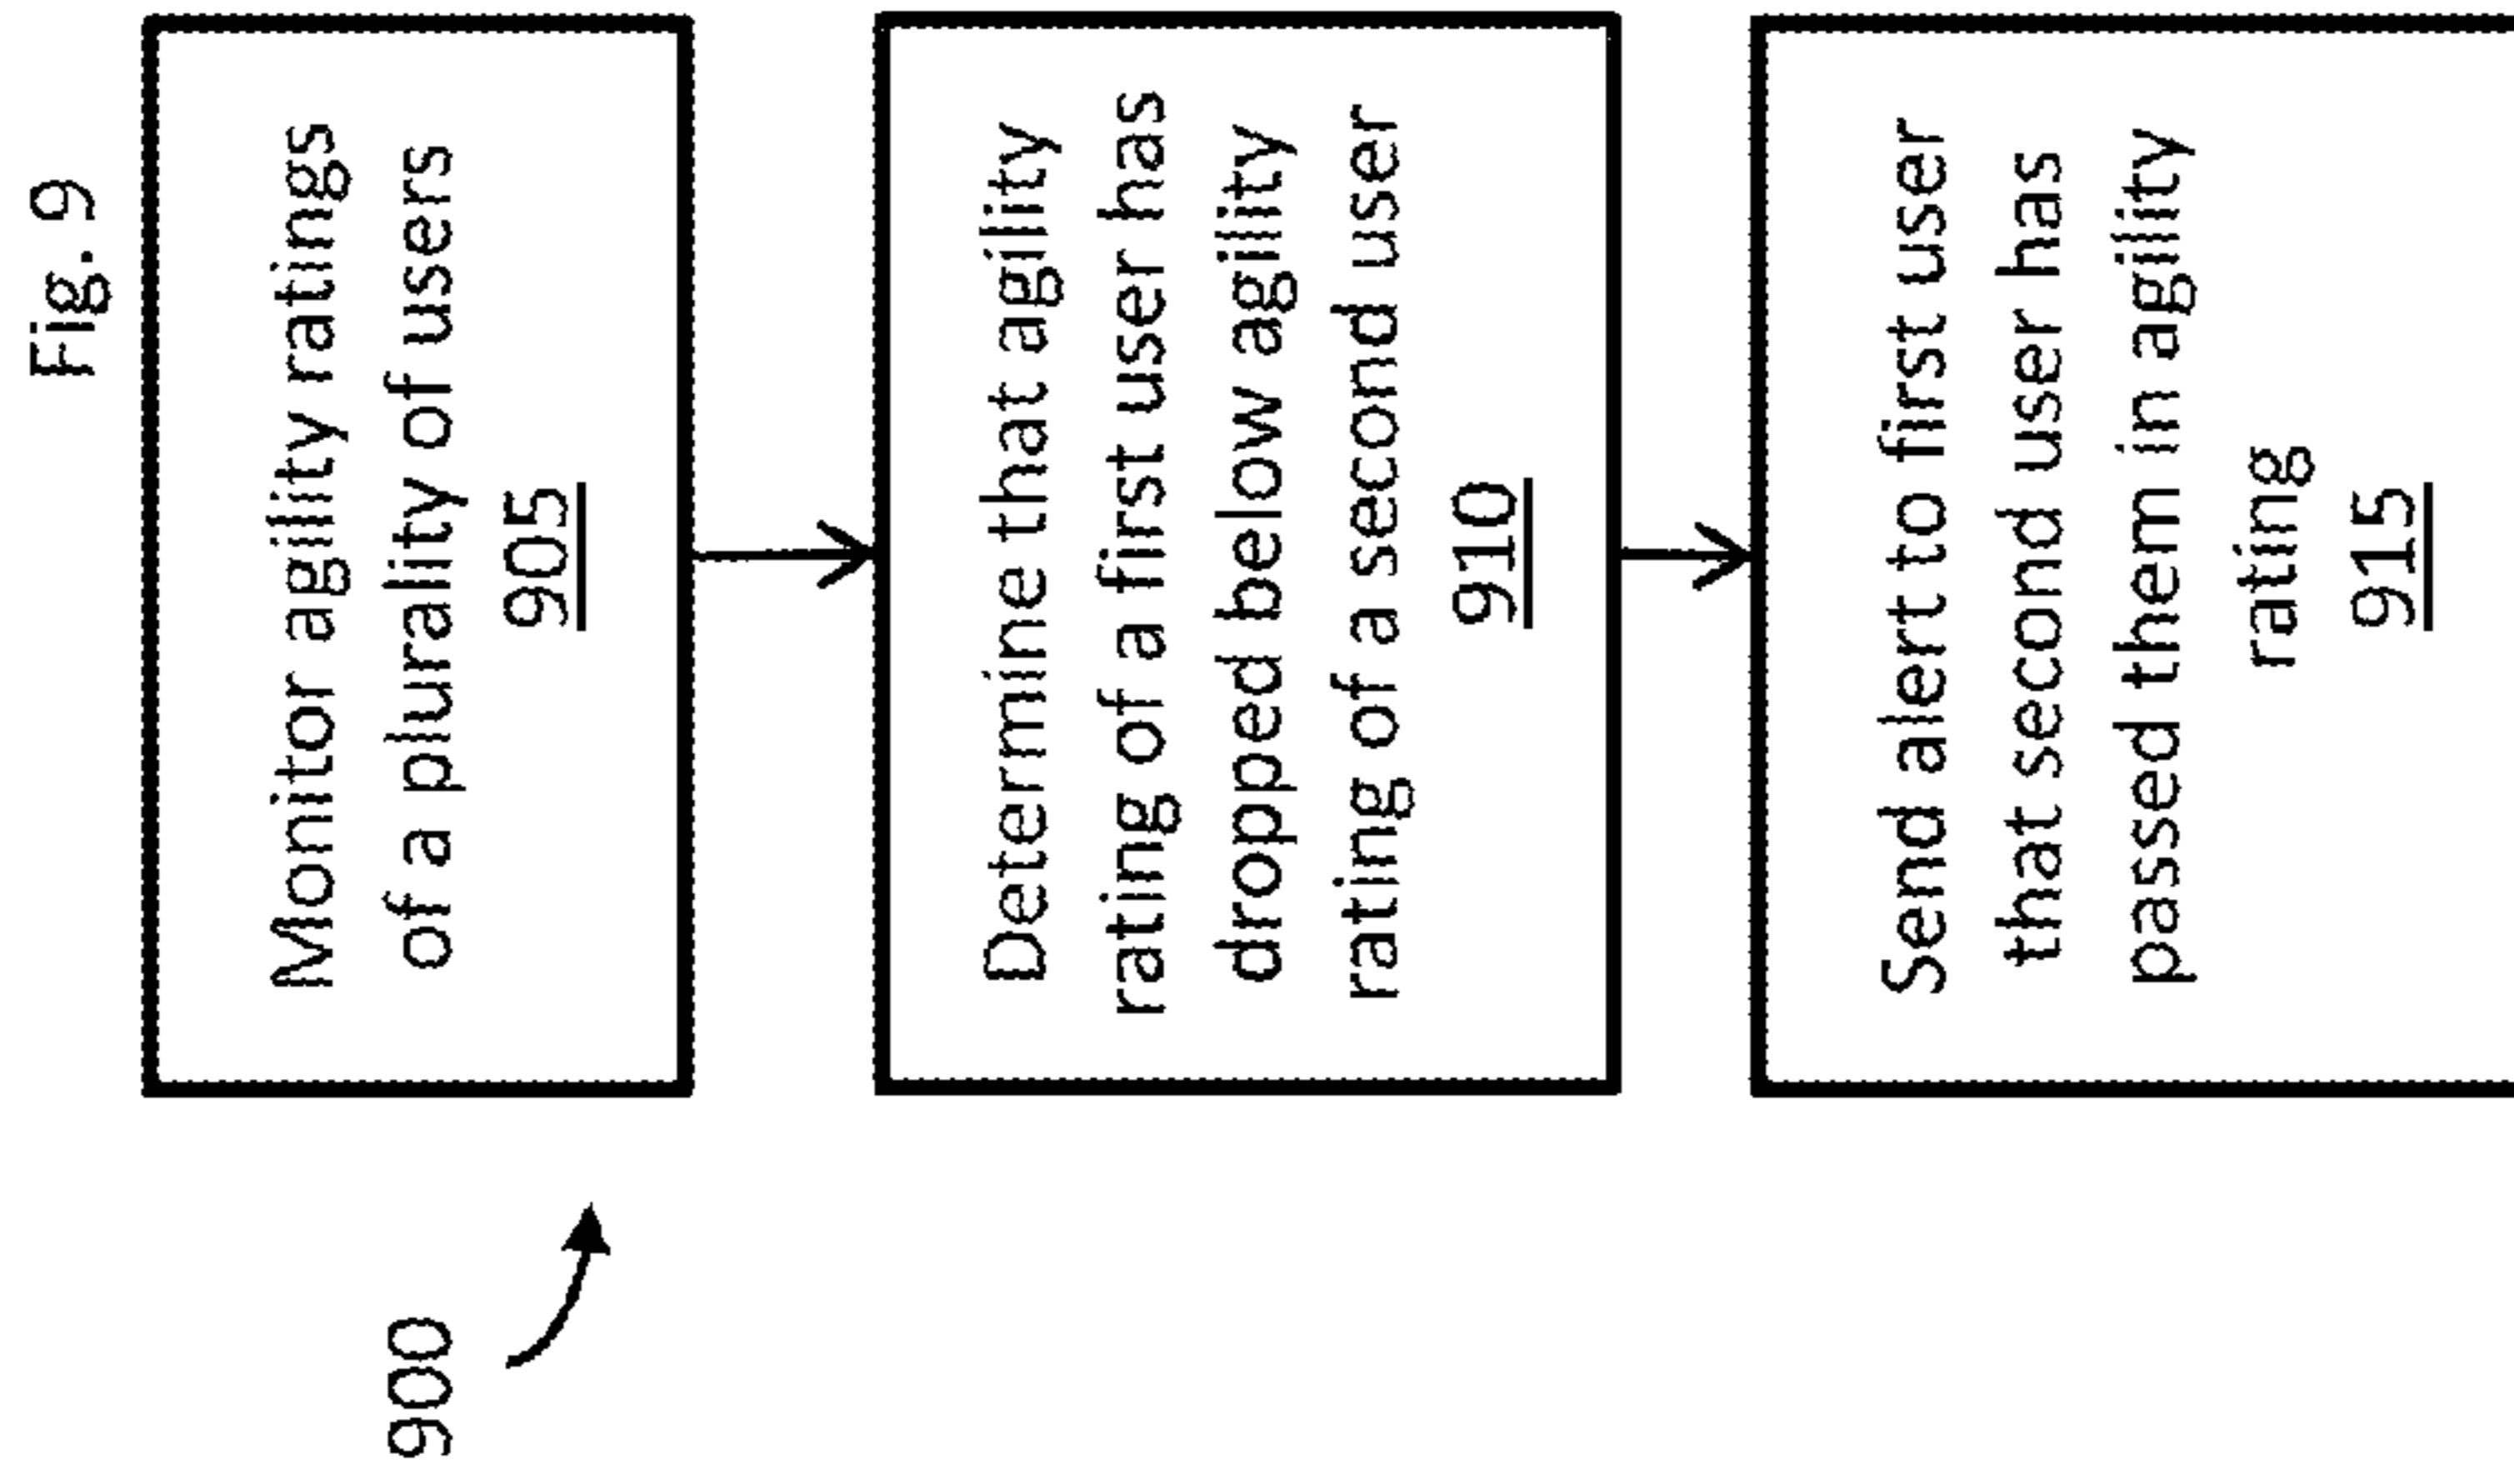 Fig. 9
900
Monitor agility ratings
of a plurality of users
905
Determine that agility
rating of a first user has
dropped below agility
rating of a second user
910
Send alert to first user
that second user has
passed them in agility
rating
915